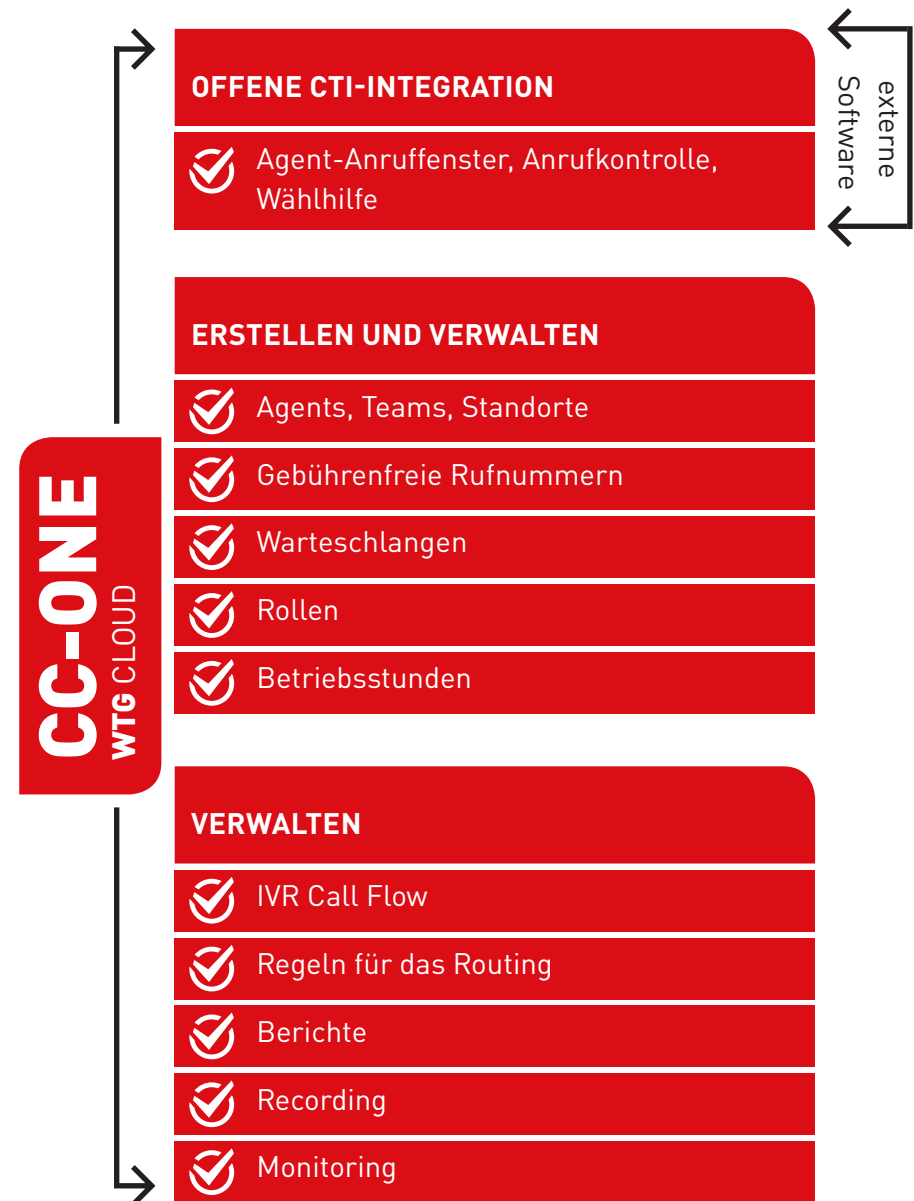 OFFENE CTI-INTEGRATION
Agent-Anruffenster, Anrufkontrolle,
Wählhilfe
externe
Software
ERSTELLEN UND VERWALTEN
Agents, Teams, Standorte
Gebührenfreie Rufnummern
Warteschlangen
Rollen
Betriebsstunden
CC-ONE
WTG CLOUD
VERWALTEN
IVR Call Flow
Regeln für das Routing
Berichte
Recording
Monitoring